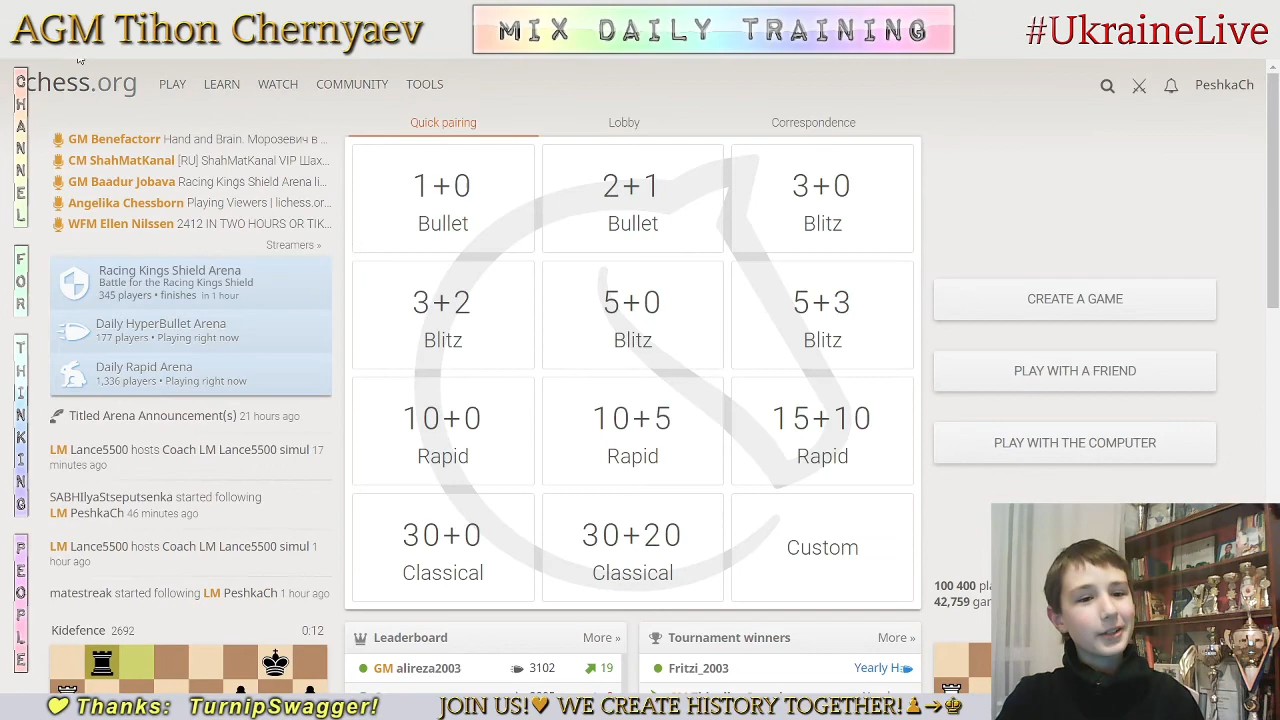 AGM Tihon Chernyaev
MIX DAILY TRAINING
#UkraineLive
CHANNEL FOR THINKING PEOPLE
chess.org
PLAY
LEARN
WATCH
COMMUNITY
TOOLS
PeshkaCh
GM Benefactorr Hand and Brain. Морозевич в ...
CM ShahMatKanal [RU] ShahMatKanal VIP Шах...
GM Baadur Jobava Racing Kings Shield Arena li...
Angelika Chessborn Playing Viewers | lichess.or...
WFM Ellen Nilssen 2412 IN TWO HOURS OR TIK...
Streamers »
Racing Kings Shield Arena
Battle for the Racing Kings Shield
345 players • finishes in 1 hour
Daily HyperBullet Arena
177 players • Playing right now
Daily Rapid Arena
1,336 players • Playing right now
Titled Arena Announcement(s) 21 hours ago
LM Lance5500 hosts Coach LM Lance5500 simul 17
minutes ago
SABHIlyaStseputsenka started following
LM PeshkaCh 46 minutes ago
LM Lance5500 hosts Coach LM Lance5500 simul 1
hour ago
matestreak started following LM PeshkaCh 1 hour ago
Kidefence 2692 0:12
Quick pairing
Lobby
Correspondence
1+0
Bullet
2+1
Bullet
3+0
Blitz
3+2
Blitz
5+0
Blitz
5+3
Blitz
10+0
Rapid
10+5
Rapid
15+10
Rapid
30+0
Classical
30+20
Classical
Custom
CREATE A GAME
PLAY WITH A FRIEND
PLAY WITH THE COMPUTER
100 400 pl
42,759 gam
Leaderboard More »
GM alireza2003 3102 19
Tournament winners More »
Fritzi_2003 Yearly H
Thanks: TurnipSwagger!
JOIN US! WE CREATE HISTORY TOGETHER!